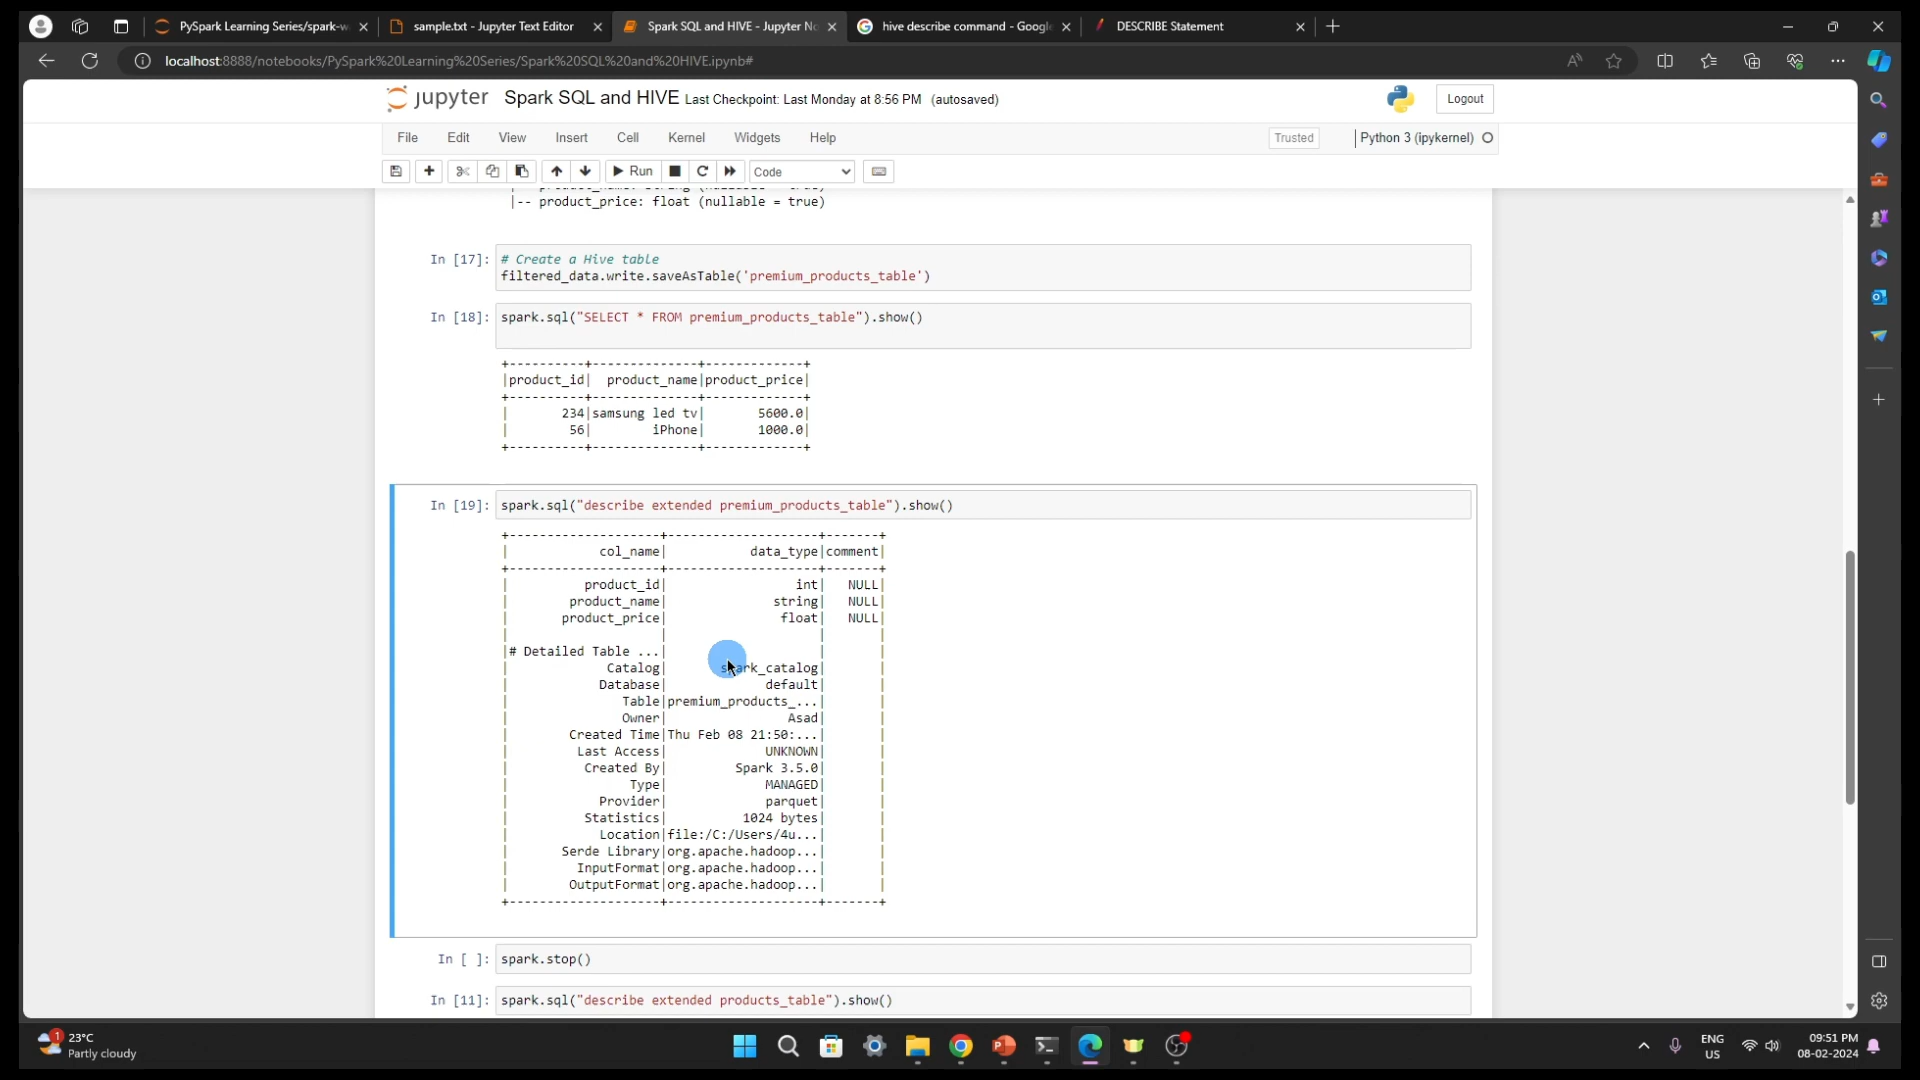 PySpark Learning Series/spark-w
sample.txt - Jupyter Text Editor
Spark SQL and HIVE - Jupyter No
hive describe command - Google
DESCRIBE Statement
localhost:8888/notebooks/PySpark%20Learning%20Series/Spark%20SQL%20and%20HIVE.ipynb#
jupyter Spark SQL and HIVE Last Checkpoint: Last Monday at 8:56 PM (autosaved)
Logout
File Edit View Insert Cell Kernel Widgets Help
Trusted
Python 3 (ipykernel)
Run
Code
|-- product_price: float (nullable = true)
In [17]: # Create a Hive table
filtered_data.write.saveAsTable('premium_products_table')
In [18]: spark.sql("SELECT * FROM premium_products_table").show()
+----------+--------------+-------------+
|product_id|  product_name|product_price|
+----------+--------------+-------------+
|       234|samsung led tv|       5600.0|
|        56|        iPhone|       1000.0|
+----------+--------------+-------------+
In [19]: spark.sql("describe extended premium_products_table").show()
+--------------------+--------------------+-------+
|            col_name|           data_type|comment|
+--------------------+--------------------+-------+
|          product_id|                 int|   NULL|
|        product_name|              string|   NULL|
|       product_price|               float|   NULL|
|                    |                    |       |
|# Detailed Table ...|                    |       |
|             Catalog|       spark_catalog|       |
|            Database|             default|       |
|               Table|premium_products_...|       |
|               Owner|                Asad|       |
|        Created Time|Thu Feb 08 21:50:...|       |
|         Last Access|             UNKNOWN|       |
|          Created By|         Spark 3.5.0|       |
|                Type|             MANAGED|       |
|            Provider|             parquet|       |
|          Statistics|          1024 bytes|       |
|            Location|file:/C:/Users/4u...|       |
|       Serde Library|org.apache.hadoop...|       |
|         InputFormat|org.apache.hadoop...|       |
|        OutputFormat|org.apache.hadoop...|       |
+--------------------+--------------------+-------+
In [ ]: spark.stop()
In [11]: spark.sql("describe extended products_table").show()
1
23°C
Partly cloudy
ENG
US
09:51 PM
08-02-2024